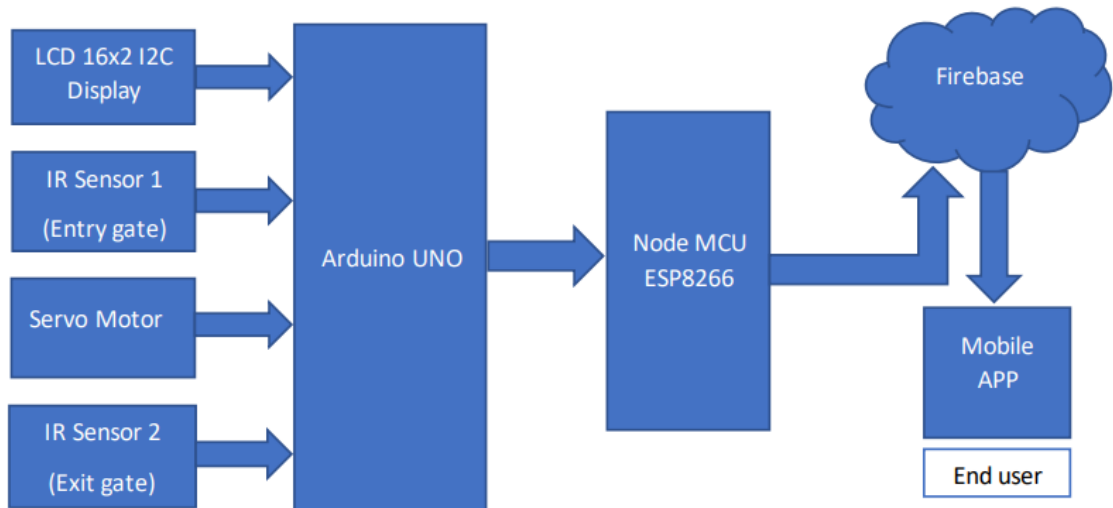 LCD 16x2 I2C
Display
IR Sensor 1
(Entry gate)
Servo Motor
IR Sensor 2
(Exit gate)
Arduino UNO
Node MCU
ESP8266
Firebase
Mobile
APP
End user